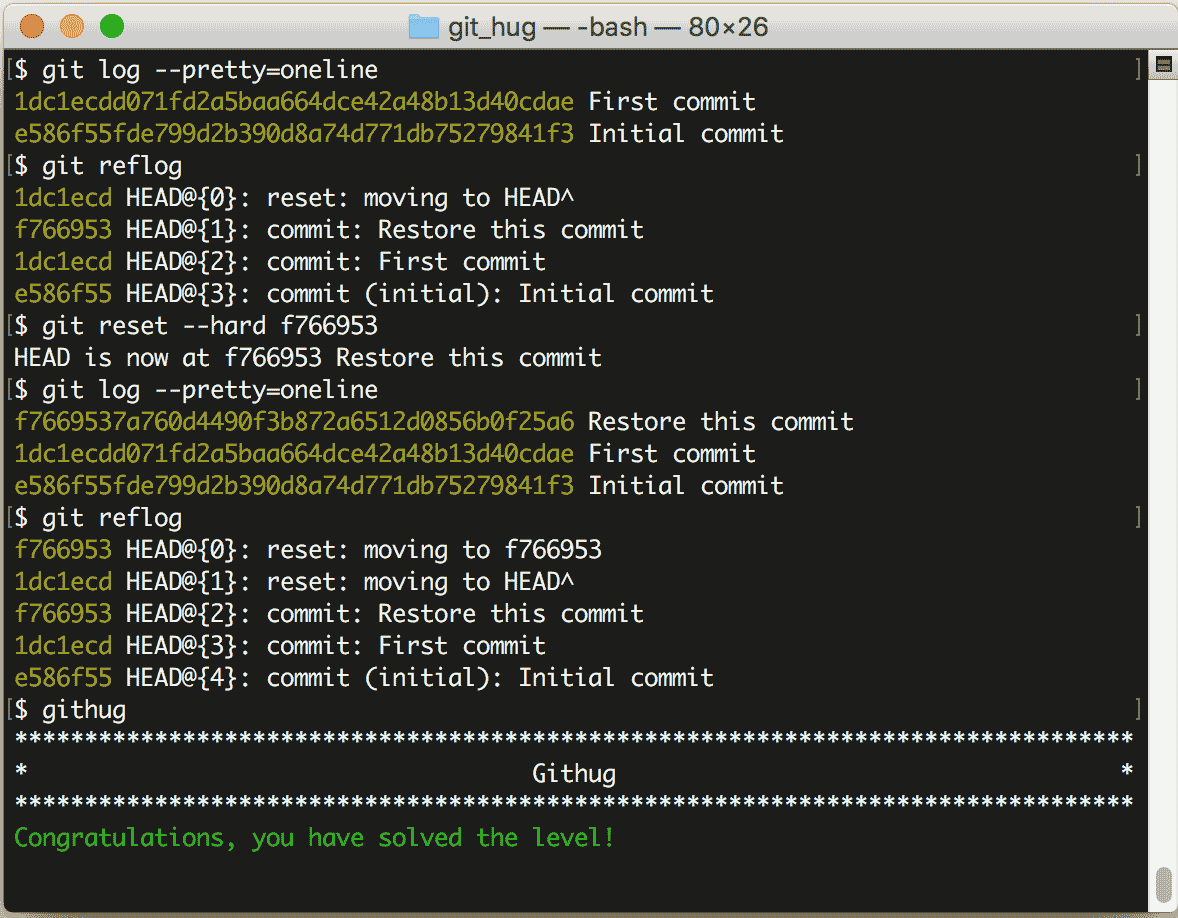 git_hug — -bash — 80×26
[$ git log --pretty=oneline ]
1dc1ecdd071fd2a5baa664dce42a48b13d40cdae First commit
e586f55fde799d2b390d8a74d771db75279841f3 Initial commit
[$ git reflog ]
1dc1ecd HEAD@{0}: reset: moving to HEAD^
f766953 HEAD@{1}: commit: Restore this commit
1dc1ecd HEAD@{2}: commit: First commit
e586f55 HEAD@{3}: commit (initial): Initial commit
[$ git reset --hard f766953 ]
HEAD is now at f766953 Restore this commit
[$ git log --pretty=oneline ]
f7669537a760d4490f3b872a6512d0856b0f25a6 Restore this commit
1dc1ecdd071fd2a5baa664dce42a48b13d40cdae First commit
e586f55fde799d2b390d8a74d771db75279841f3 Initial commit
[$ git reflog ]
f766953 HEAD@{0}: reset: moving to f766953
1dc1ecd HEAD@{1}: reset: moving to HEAD^
f766953 HEAD@{2}: commit: Restore this commit
1dc1ecd HEAD@{3}: commit: First commit
e586f55 HEAD@{4}: commit (initial): Initial commit
[$ githug ]
********************************************************************************
* Githug *
********************************************************************************
Congratulations, you have solved the level!